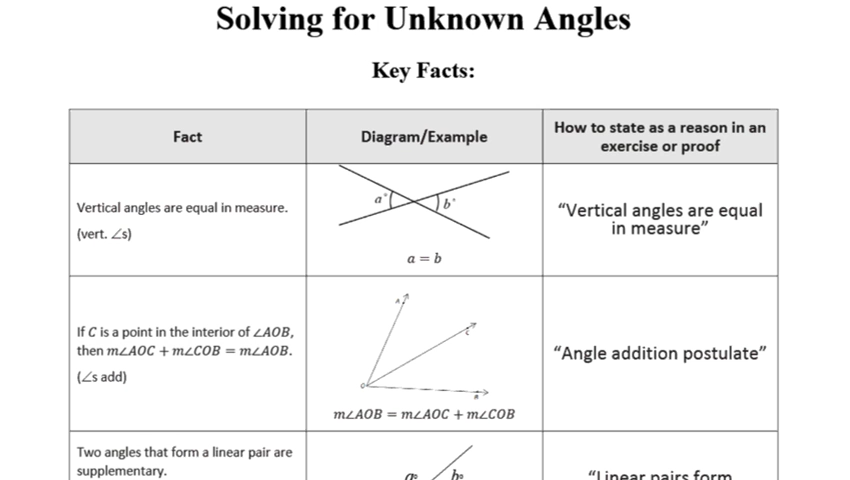 Solving for Unknown Angles
Key Facts:
Fact
Diagram/Example
How to state as a reason in an
exercise or proof
Vertical angles are equal in measure.
(vert. ∠s)
a° b°
a = b
“Vertical angles are equal
in measure”
If C is a point in the interior of ∠AOB,
then m∠AOC + m∠COB = m∠AOB.
(∠s add)
A
C
O
B
m∠AOB = m∠AOC + m∠COB
“Angle addition postulate”
Two angles that form a linear pair are
supplementary.
a° b°
“Linear pairs form